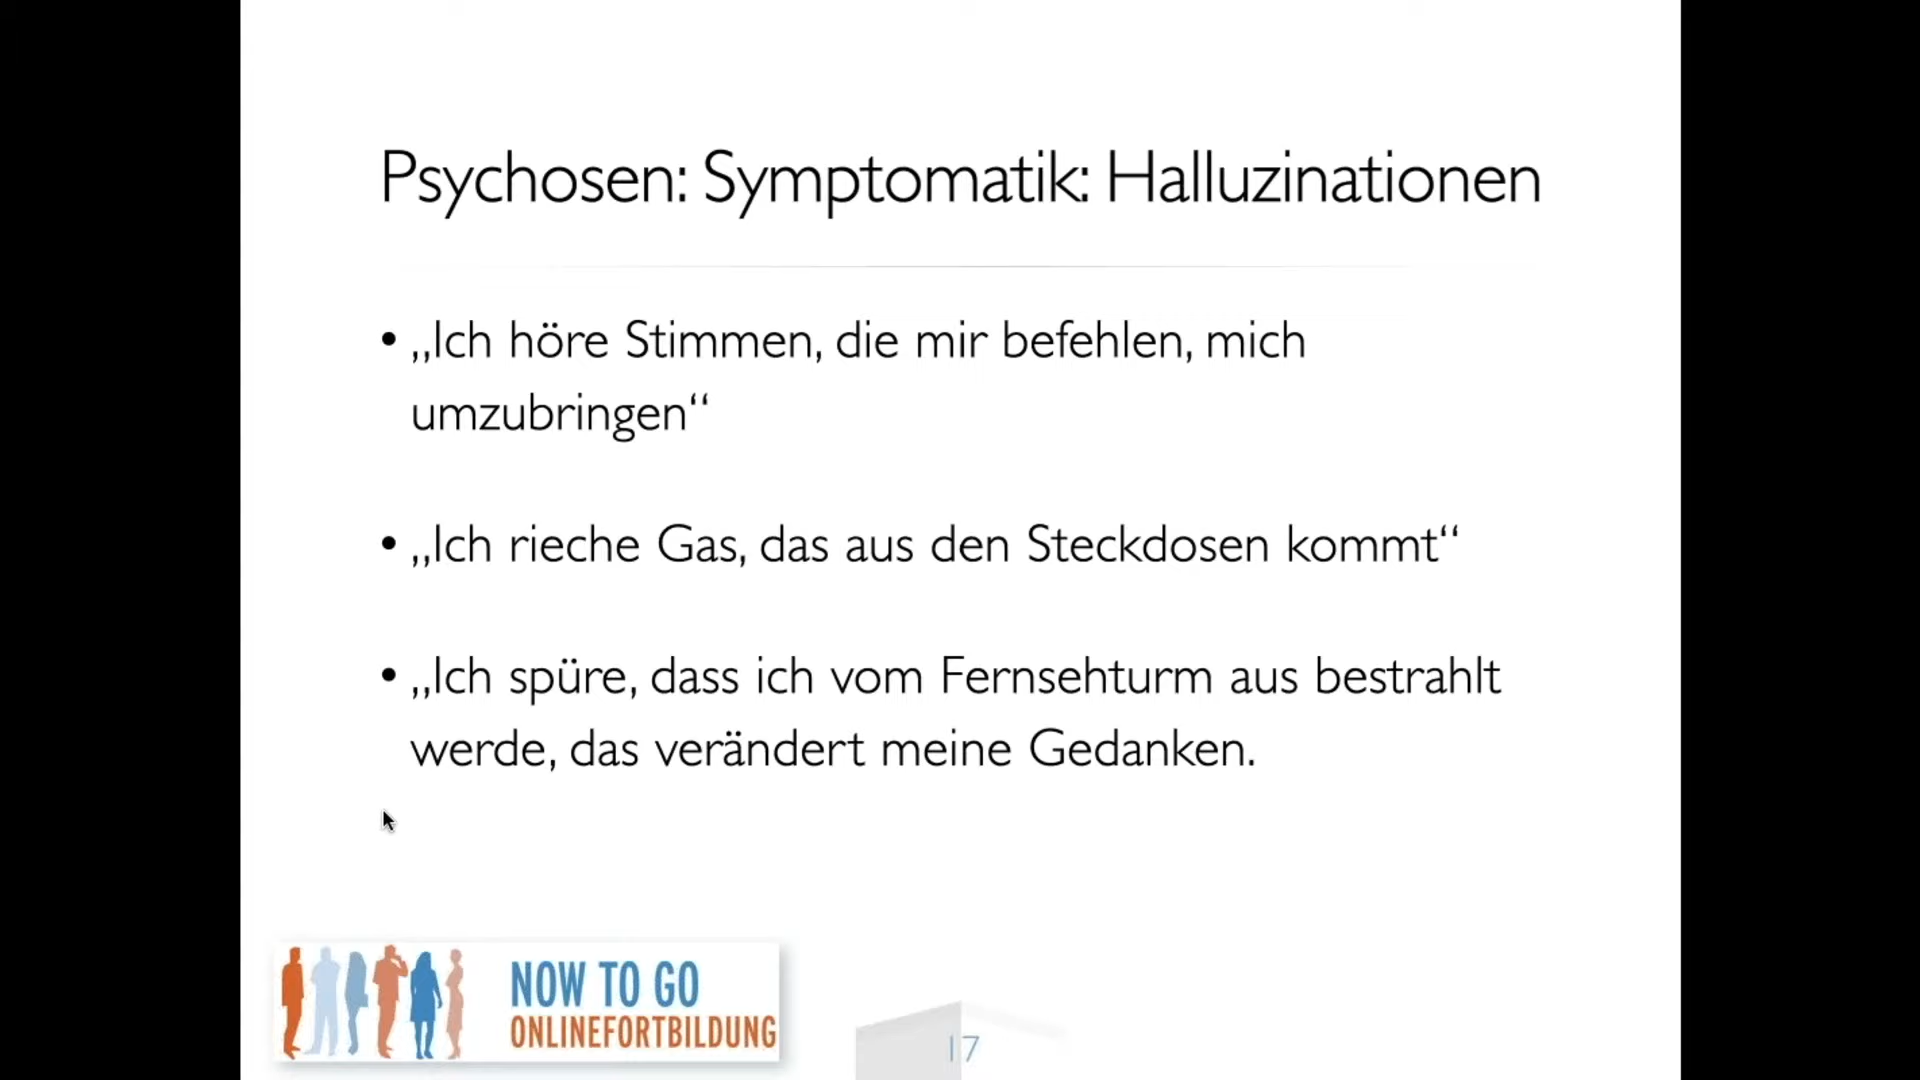 Psychosen: Symptomatik: Halluzinationen
• „Ich höre Stimmen, die mir befehlen, mich
umzubringen“
• „Ich rieche Gas, das aus den Steckdosen kommt“
• „Ich spüre, dass ich vom Fernsehturm aus bestrahlt
werde, das verändert meine Gedanken.
NOW TO GO
ONLINEFORTBILDUNG
17